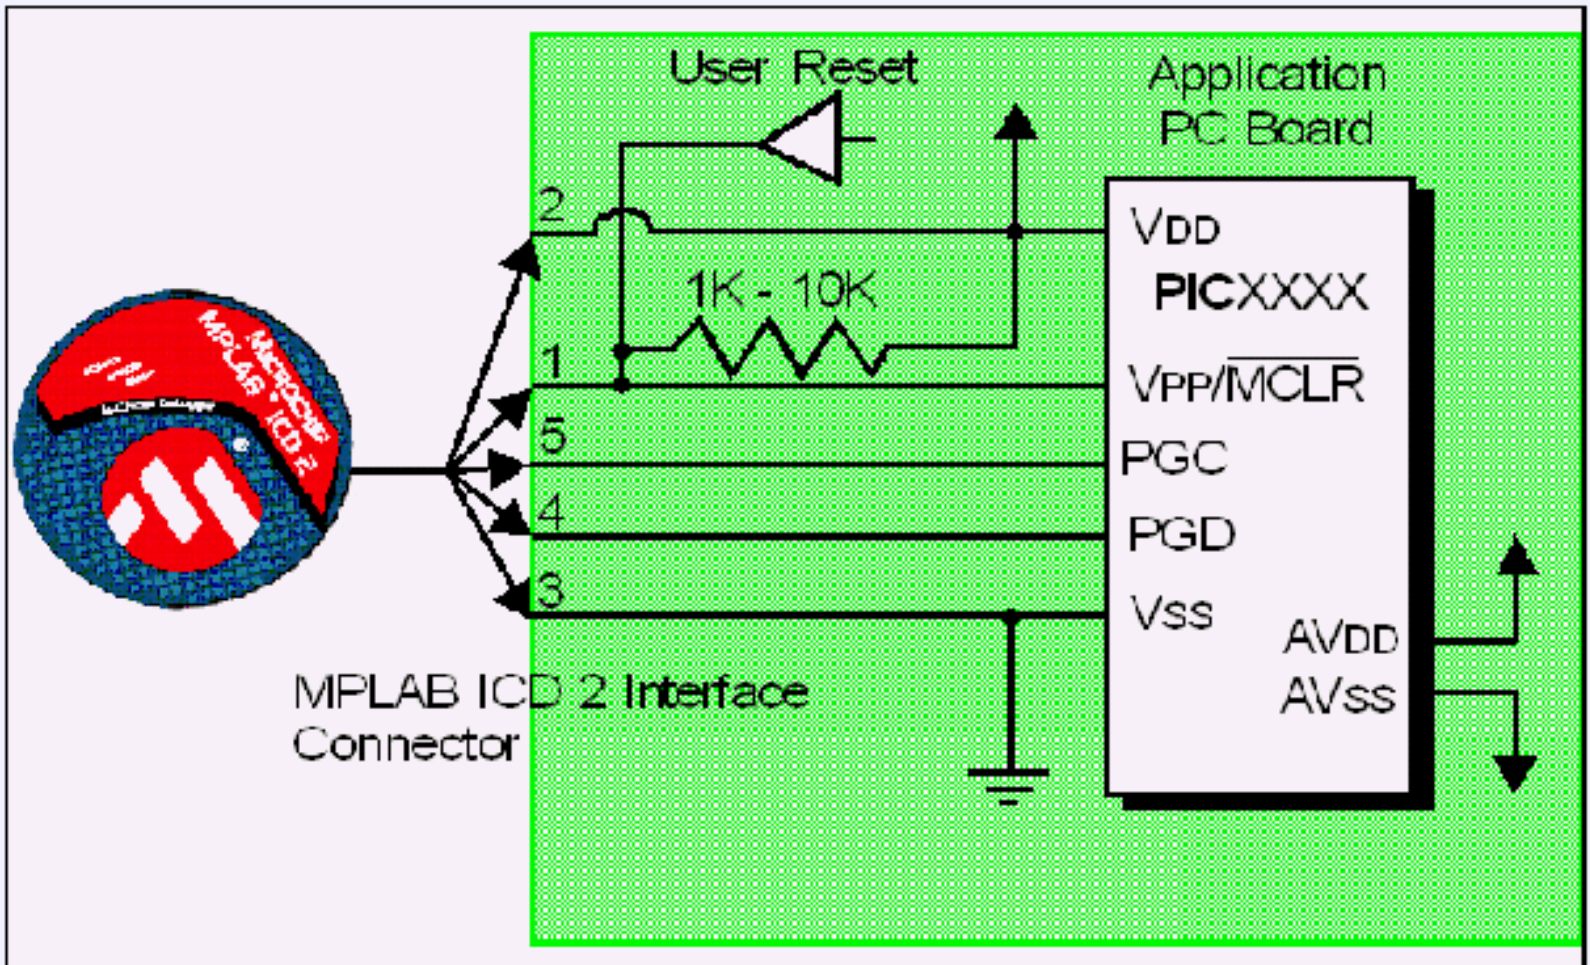 User Reset
Application
PC Board
2
VDD
1K - 10K
PICXXXX
1
VPP/MCLR
5
PGC
4
PGD
3
VSS
AVDD
AVSS
MICROCHIP
MPLAB ICD 2
MPLAB ICD 2 Interface
Connector